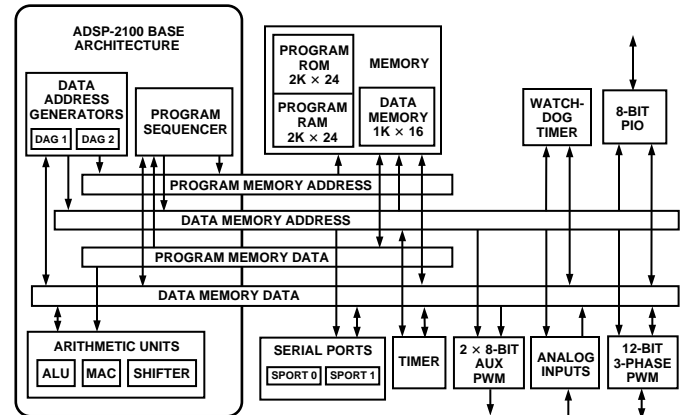 ADSP-2100 BASE
ARCHITECTURE
DATA
ADDRESS
GENERATORS
DAG 1
DAG 2
PROGRAM
SEQUENCER
PROGRAM
ROM
2K × 24
MEMORY
PROGRAM
RAM
2K × 24
DATA
MEMORY
1K × 16
WATCH-
DOG
TIMER
8-BIT
PIO
PROGRAM MEMORY ADDRESS
DATA MEMORY ADDRESS
PROGRAM MEMORY DATA
DATA MEMORY DATA
ARITHMETIC UNITS
ALU
MAC
SHIFTER
SERIAL PORTS
SPORT 0
SPORT 1
TIMER
2 × 8-BIT
AUX
PWM
ANALOG
INPUTS
12-BIT
3-PHASE
PWM